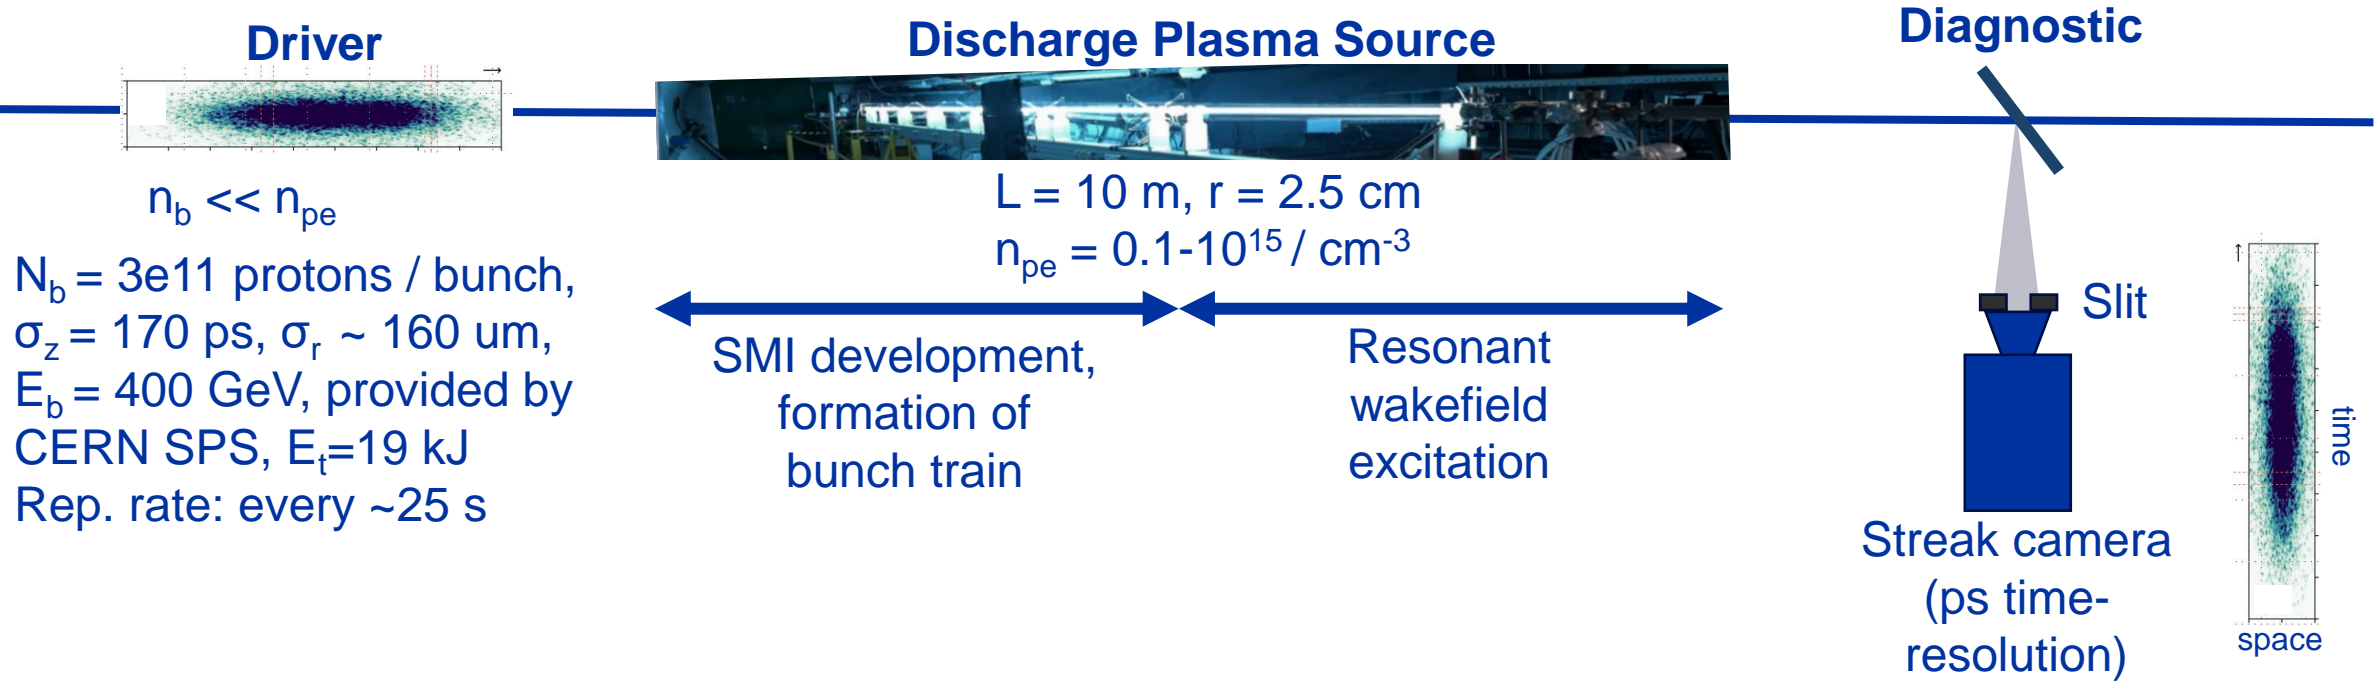 Driver
n_b << n_pe
N_b = 3e11 protons / bunch,
σ_z = 170 ps, σ_r ~ 160 um,
E_b = 400 GeV, provided by
CERN SPS, E_t=19 kJ
Rep. rate: every ~25 s
Discharge Plasma Source
L = 10 m, r = 2.5 cm
n_pe = 0.1-10^15 / cm^-3
SMI development,
formation of
bunch train
Resonant
wakefield
excitation
Diagnostic
Slit
Streak camera
(ps time-
resolution)
time
space